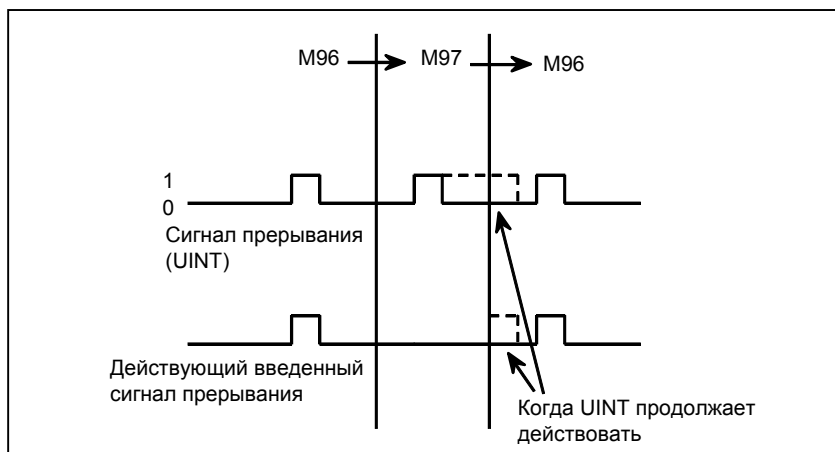 M96 M97 M96
1
0
Сигнал прерывания
(UINT)
Действующий введенный
сигнал прерывания
Когда UINT продолжает
действовать